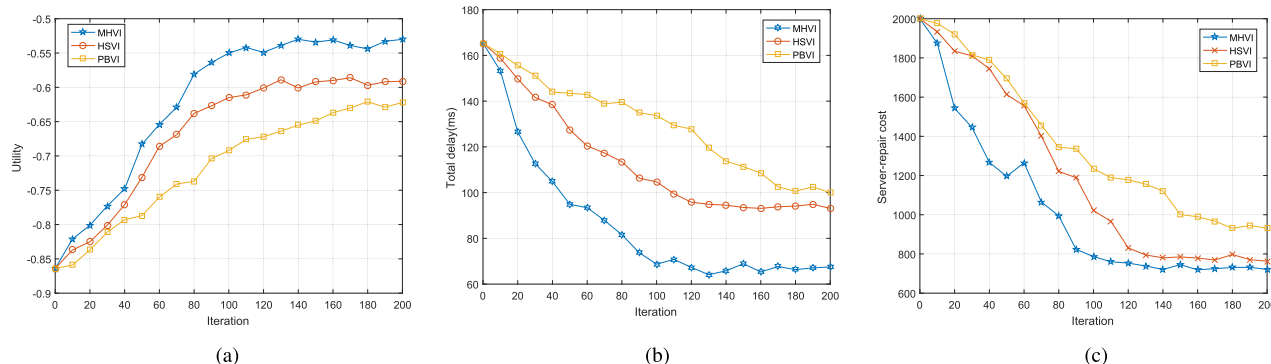 -0.5
-0.55
-0.6
-0.65
-0.7
-0.75
-0.8
-0.85
-0.9
Utility
MHVI
HSVI
PBVI
0 20 40 60 80 100 120 140 160 180 200
Iteration
(a)
180
160
140
120
100
80
60
Total delay(ms)
MHVI
HSVI
PBVI
0 20 40 60 80 100 120 140 160 180 200
Iteration
(b)
2000
1800
1600
1400
1200
1000
800
600
Server-repair cost
MHVI
HSVI
PBVI
0 20 40 60 80 100 120 140 160 180 200
Iteration
(c)